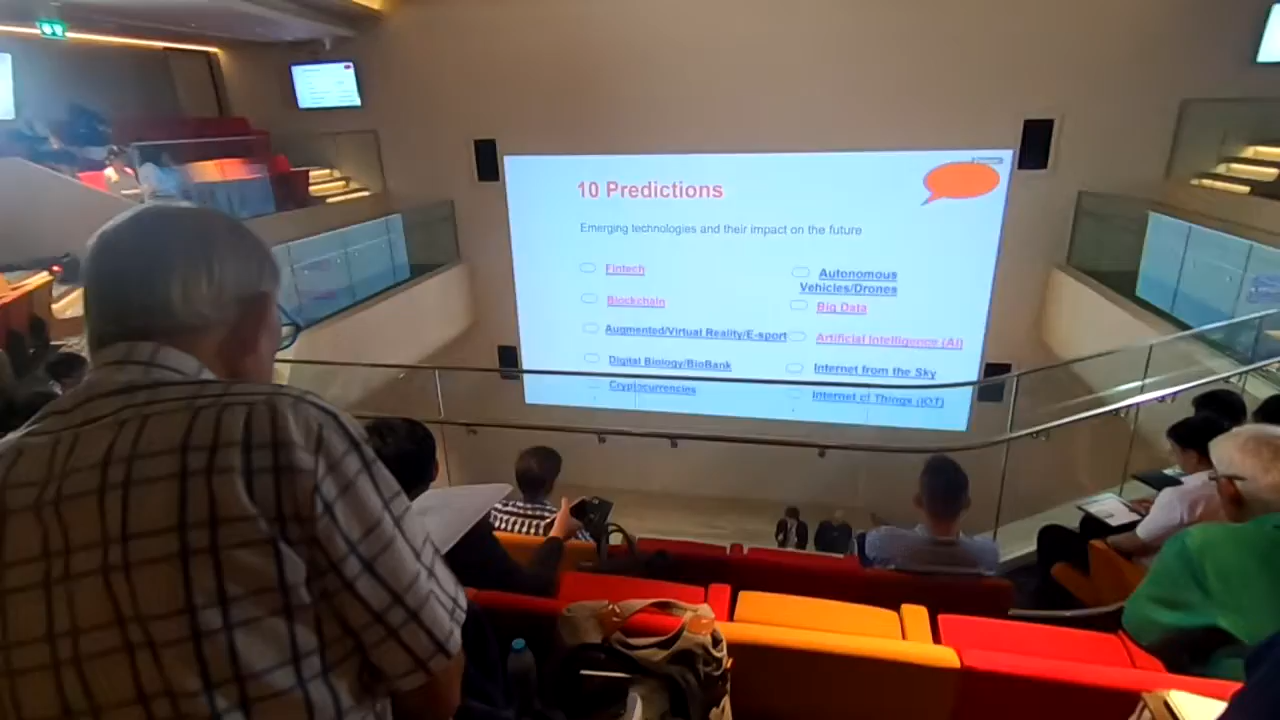 10 Predictions
Emerging technologies and their impact on the future
Fintech
Blockchain
Augmented/Virtual Reality/E-sport
Digital Biology/BioBank
Cryptocurrencies
Autonomous
Vehicles/Drones
Big Data
Artificial Intelligence (AI)
Internet from the Sky
Internet of Things (IOT)